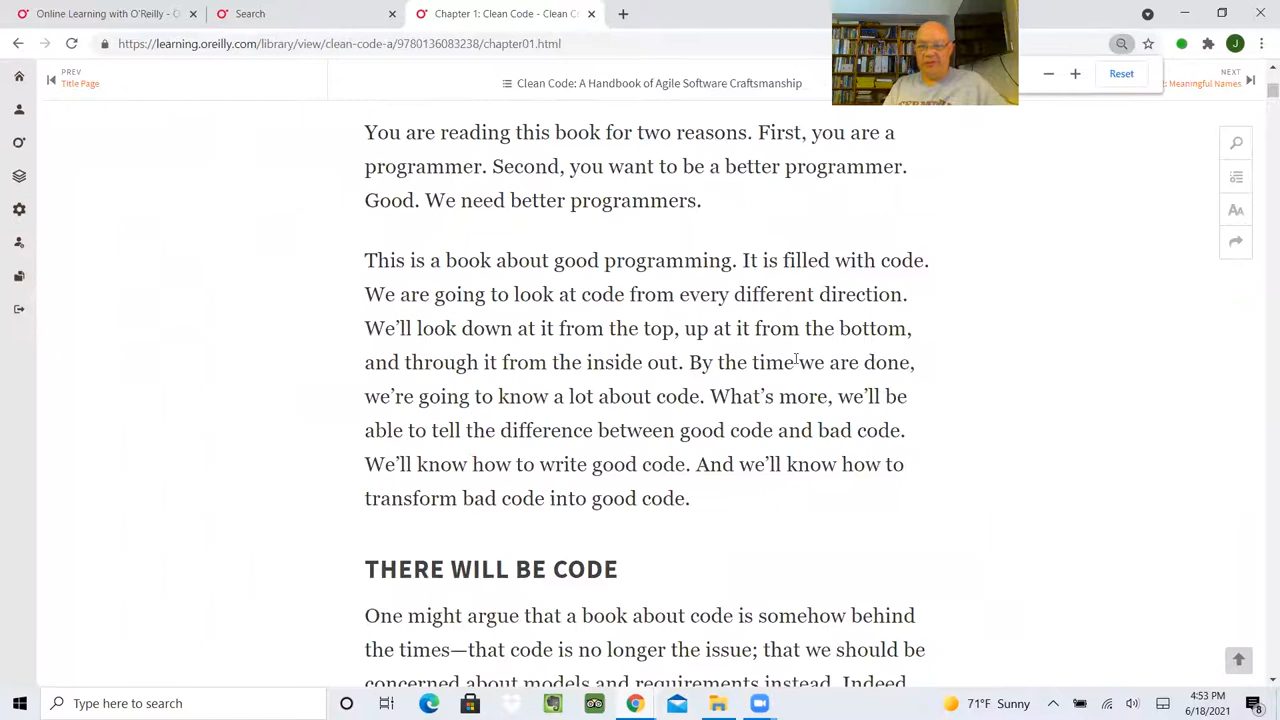 Online Learning with O'Reilly
Search
Chapter 1: Clean Code - Clean Cr
https://learning.oreilly.com/library/view/clean-code-a/9780136083238/chapter01.html
J
PREV
Title Page
Clean Code: A Handbook of Agile Software Craftsmanship
Reset
NEXT
Meaningful Names
You are reading this book for two reasons. First, you are a
programmer. Second, you want to be a better programmer.
Good. We need better programmers.
This is a book about good programming. It is filled with code.
We are going to look at code from every different direction.
We’ll look down at it from the top, up at it from the bottom,
and through it from the inside out. By the time we are done,
we’re going to know a lot about code. What’s more, we’ll be
able to tell the difference between good code and bad code.
We’ll know how to write good code. And we’ll know how to
transform bad code into good code.
THERE WILL BE CODE
One might argue that a book about code is somehow behind
the times—that code is no longer the issue; that we should be
concerned about models and requirements instead. Indeed
Type here to search
71°F Sunny
4:53 PM
6/18/2021
8